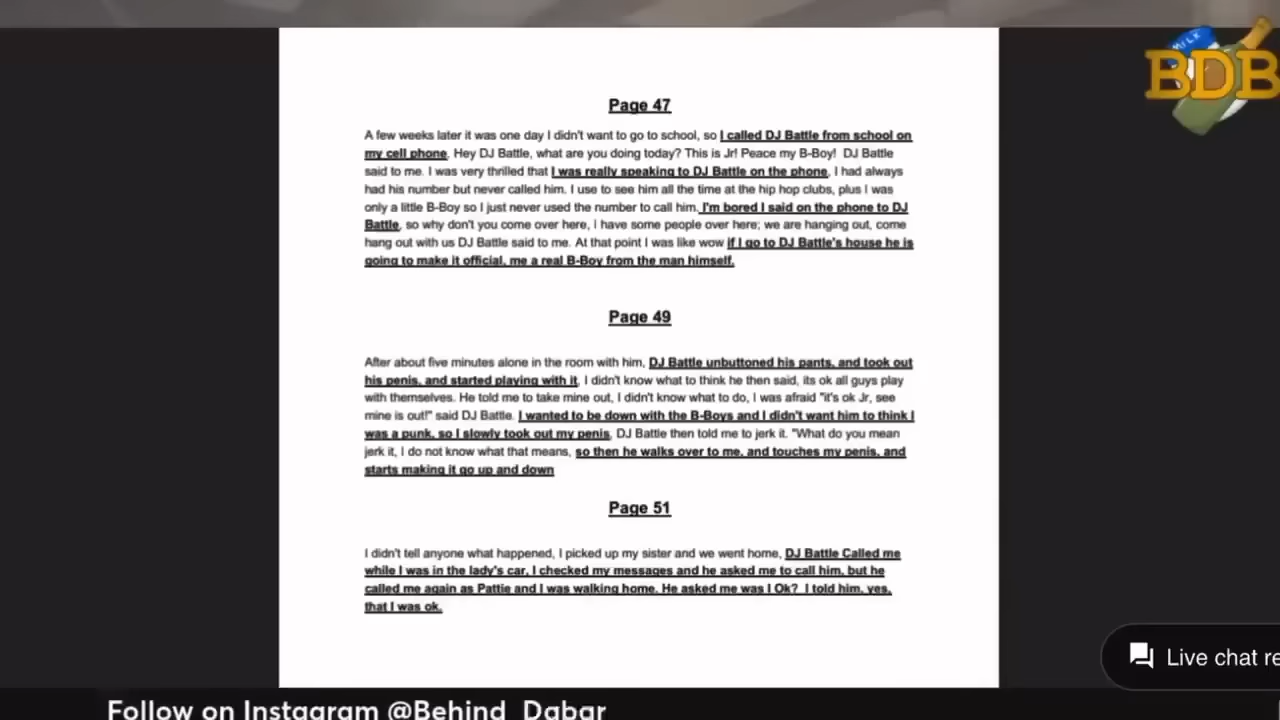 MILK
BDB
Page 47
A few weeks later it was one day I didn't want to go to school, so I called DJ Battle from school on
my cell phone. Hey DJ Battle, what are you doing today? This is Jr! Peace my B-Boy! DJ Battle
said to me. I was very thrilled that I was really speaking to DJ Battle on the phone, I had always
had his number but never called him. I use to see him all the time at the hip hop clubs, plus I was
only a little B-Boy so I just never used the number to call him. I'm bored I said on the phone to DJ
Battle, so why don't you come over here, I have some people over here; we are hanging out, come
hang out with us DJ Battle said to me. At that point I was like wow if I go to DJ Battle's house he is
going to make it official, me a real B-Boy from the man himself.
Page 49
After about five minutes alone in the room with him, DJ Battle unbuttoned his pants, and took out
his penis, and started playing with it, I didn't know what to think he then said, its ok all guys play
with themselves. He told me to take mine out, I didn't know what to do, I was afraid "it's ok Jr, see
mine is out!" said DJ Battle. I wanted to be down with the B-Boys and I didn't want him to think I
was a punk, so I slowly took out my penis, DJ Battle then told me to jerk it. "What do you mean
jerk it, I do not know what that means, so then he walks over to me, and touches my penis, and
starts making it go up and down
Page 51
I didn't tell anyone what happened, I picked up my sister and we went home, DJ Battle Called me
while I was in the lady's car, I checked my messages and he asked me to call him, but he
called me again as Pattie and I was walking home. He asked me was I Ok? I told him, yes,
that I was ok.
Live chat re
Follow on Instagram @Behind_Dabar